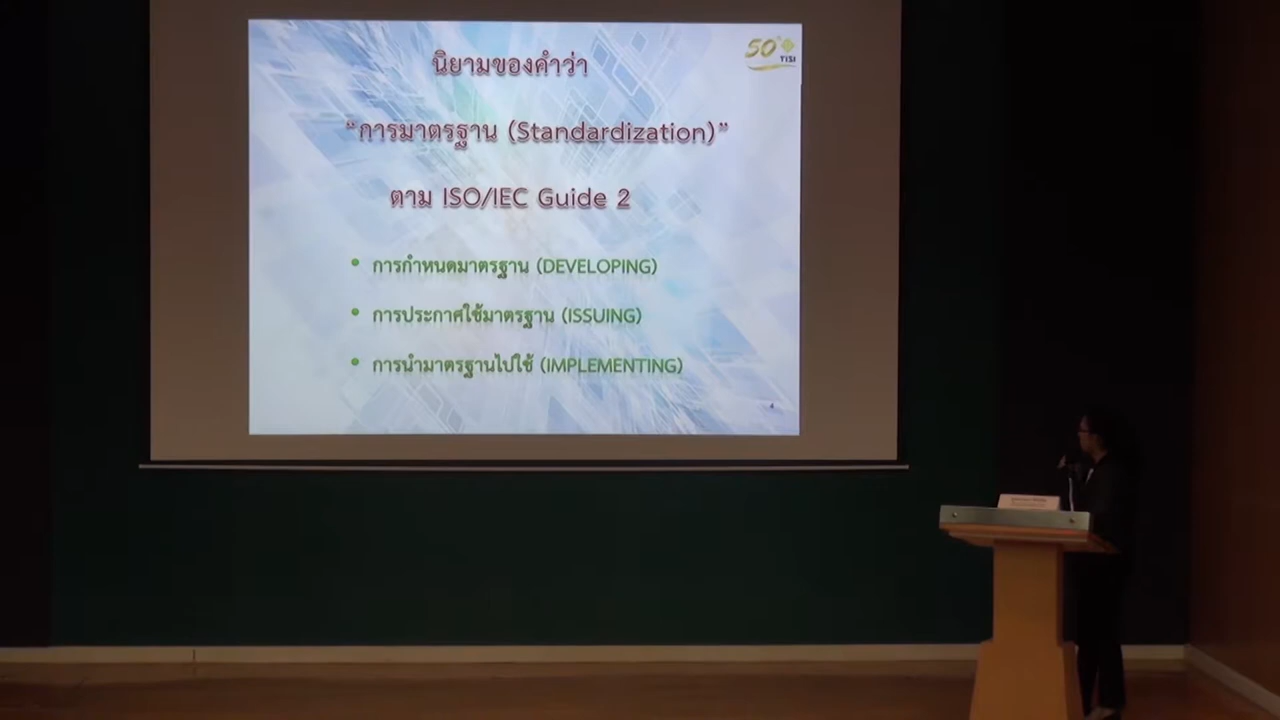 นิยามของคำว่า
50 TISI
“การมาตรฐาน (Standardization)”
ตาม ISO/IEC Guide 2
• การกำหนดมาตรฐาน (DEVELOPING)
• การประกาศใช้มาตรฐาน (ISSUING)
• การนำมาตรฐานไปใช้ (IMPLEMENTING)